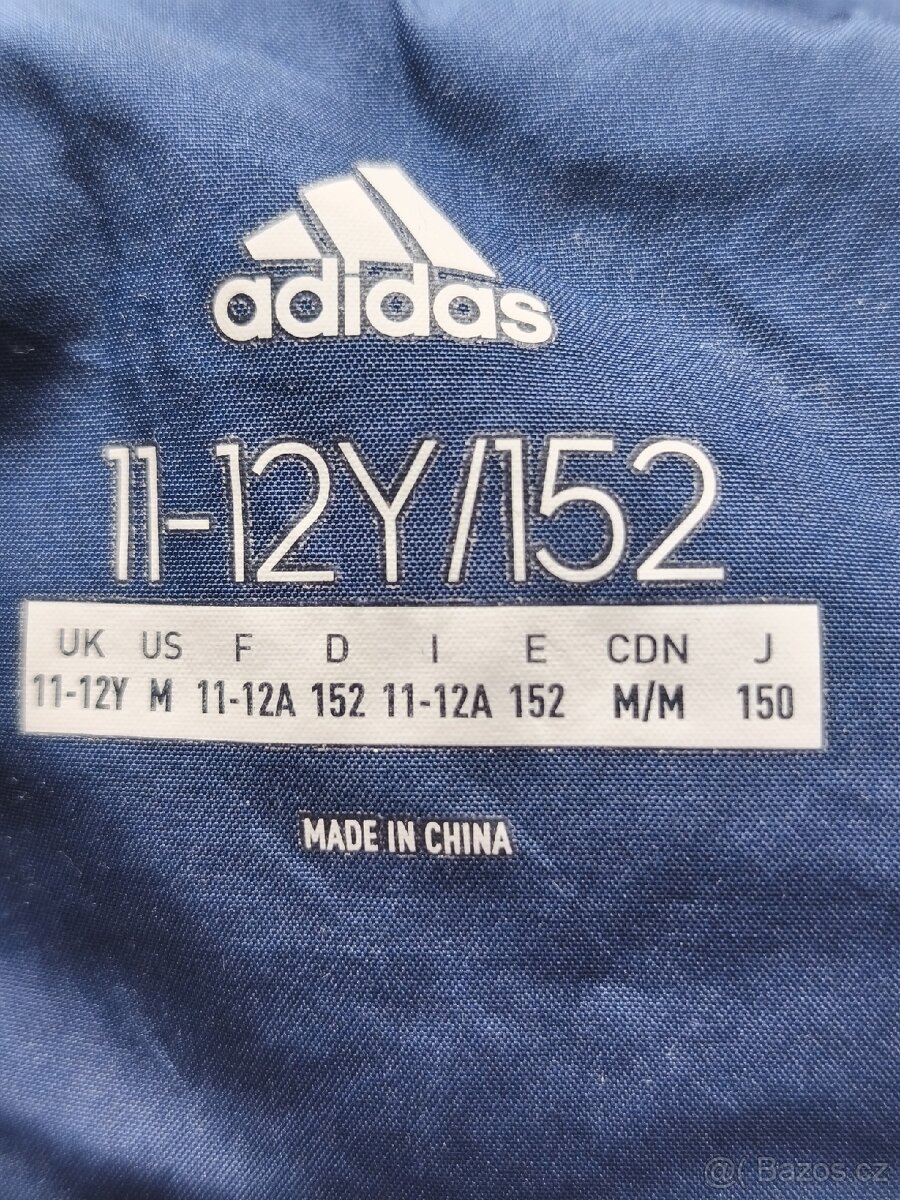 adidas
11-12Y/152
UK US F D I E CDN J
11-12Y M 11-12A 152 11-12A 152 M/M 150
MADE IN CHINA
@( Bazos.cz